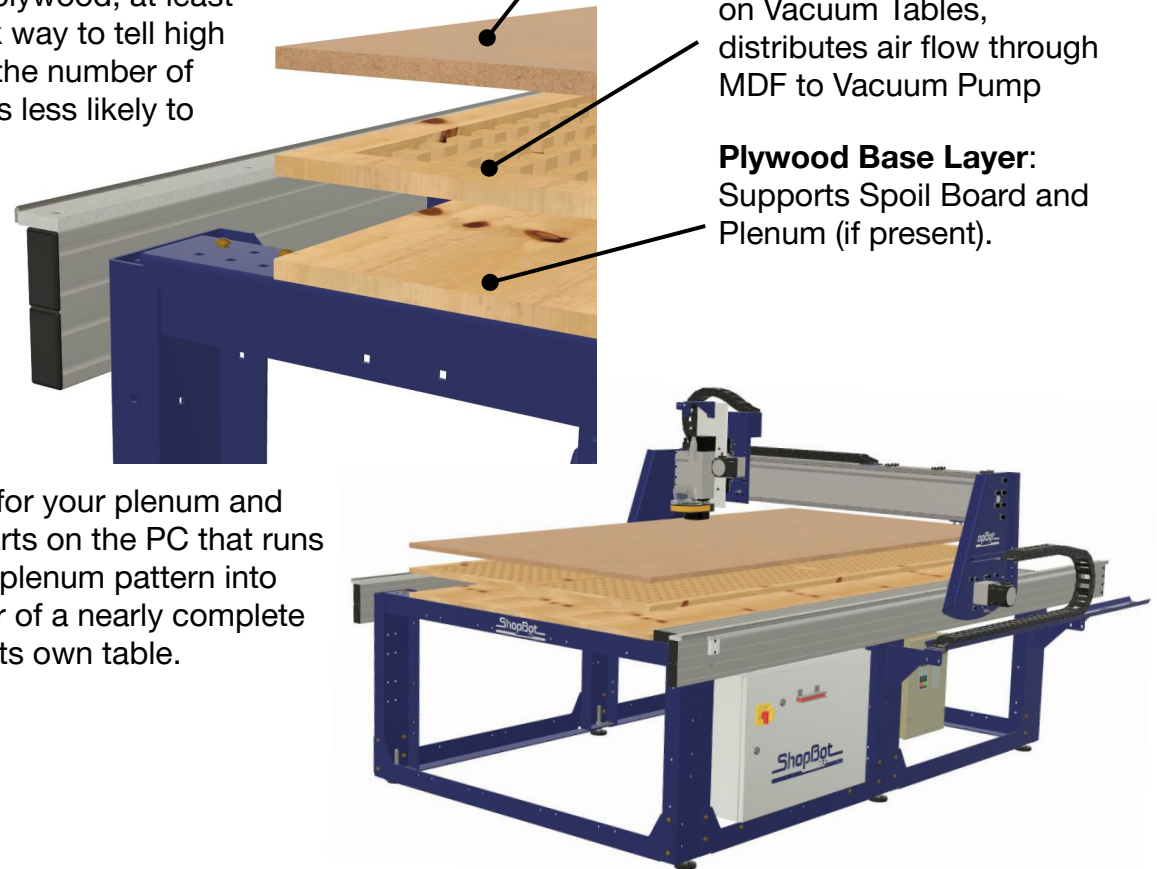 plywood, at least
way to tell high
the number of
less likely to
on Vacuum Tables,
distributes air flow through
MDF to Vacuum Pump
Plywood Base Layer:
Supports Spoil Board and
Plenum (if present).
for your plenum and
on the PC that runs
plenum pattern into
of a nearly complete
its own table.
ShopBot
ShopBot
opBot